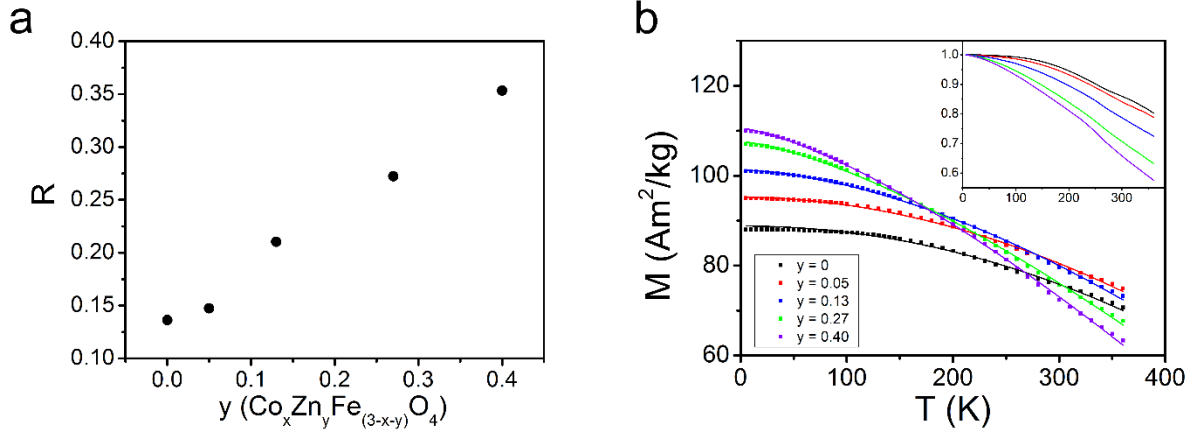 a
R
0.40
0.35
0.30
0.25
0.20
0.15
0.10
0.0 0.1 0.2 0.3 0.4
y (CoₓZnᵧFe₍₃₋ₓ₋ᵧ₎O₄)
b
M (Am²/kg)
120
100
80
60
0 100 200 300 400
T (K)
y = 0
y = 0.05
y = 0.13
y = 0.27
y = 0.40
1.0
0.9
0.8
0.7
0.6
0 100 200 300